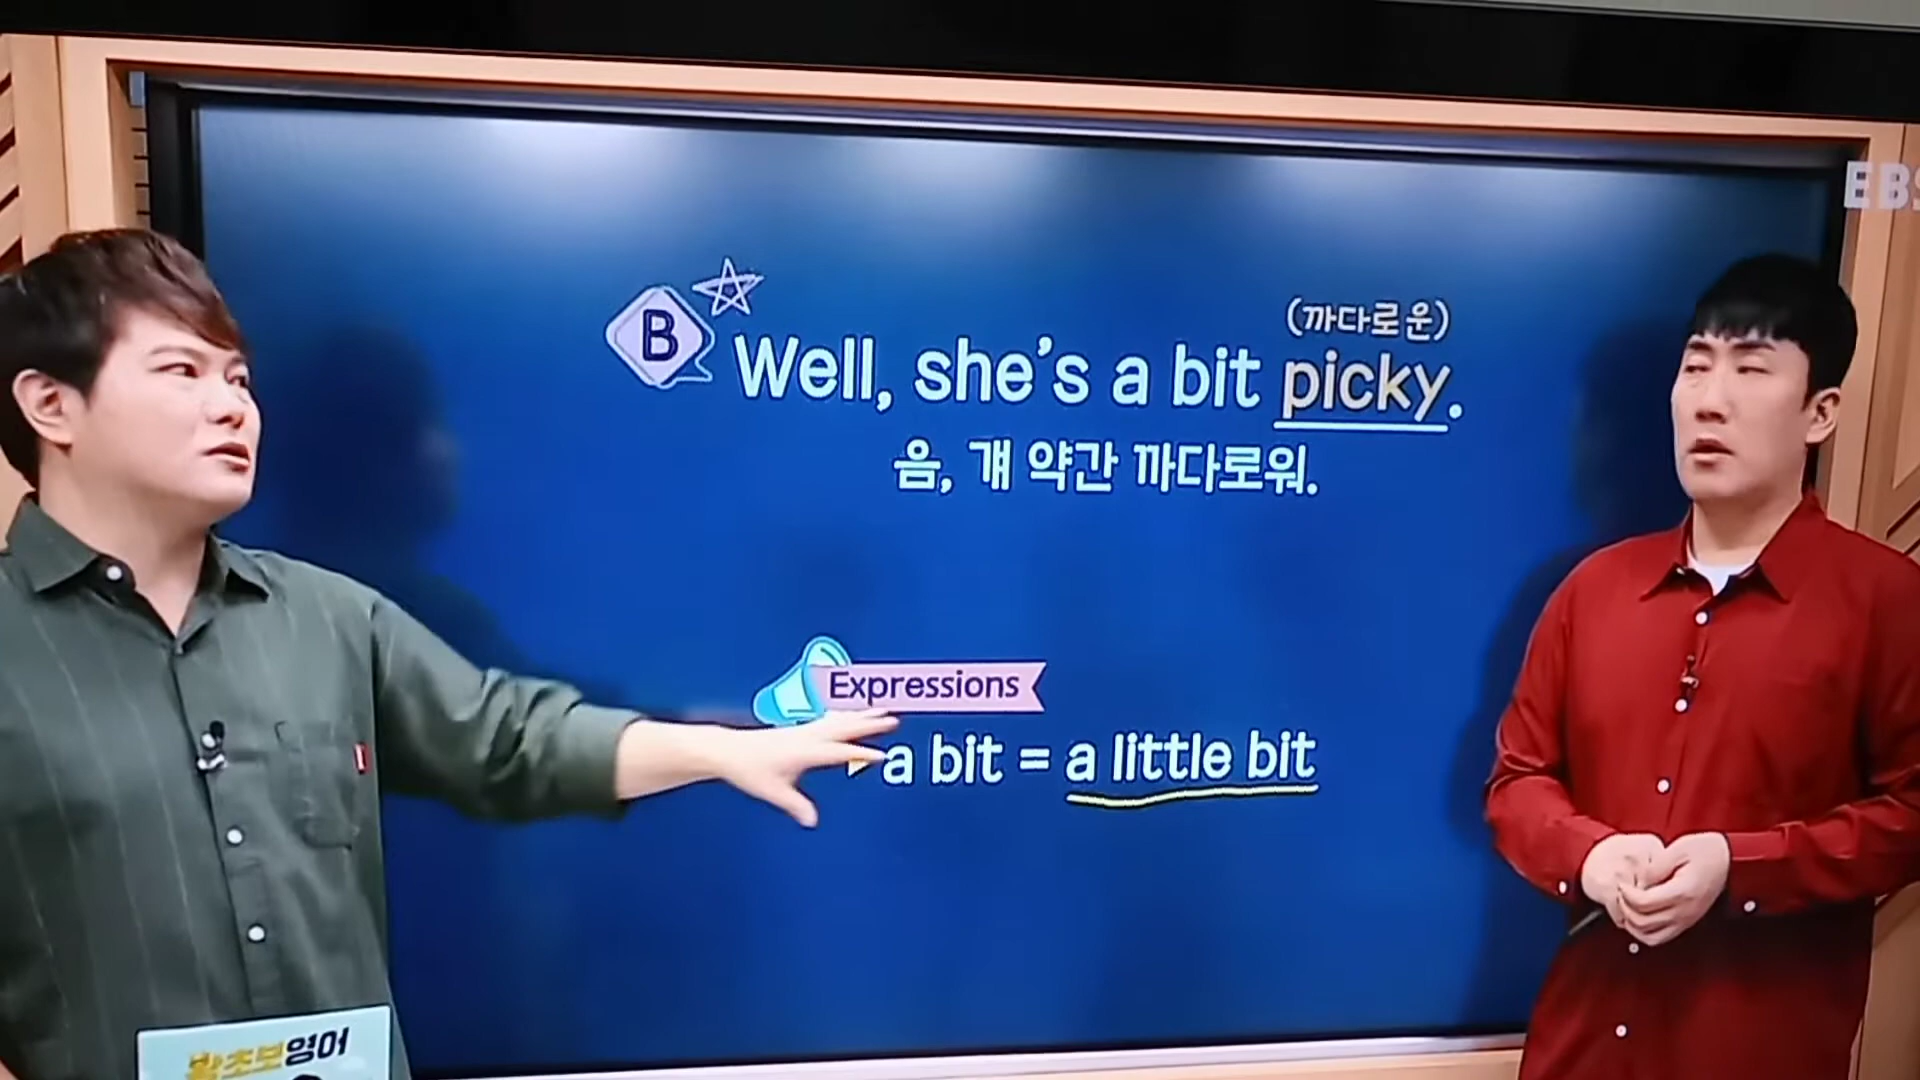 EBS
B
(까다로운)
Well, she's a bit picky.
음, 걔 약간 까다로워.
Expressions
a bit = a little bit
왕초보영어